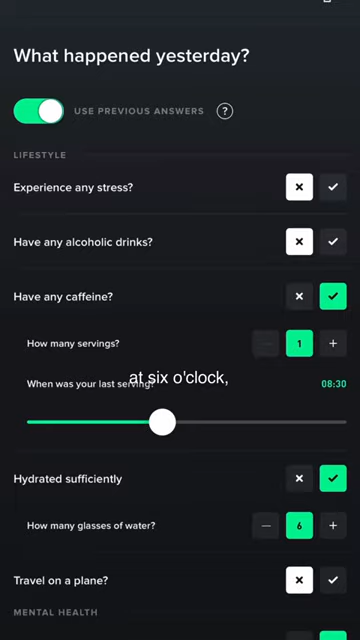 What happened yesterday?
USE PREVIOUS ANSWERS ?
LIFESTYLE
Experience any stress?
Have any alcoholic drinks?
Have any caffeine?
How many servings? 1 +
When was your last serving? 08:30
at six o'clock,
Hydrated sufficiently
How many glasses of water? — 6 +
Travel on a plane?
MENTAL HEALTH